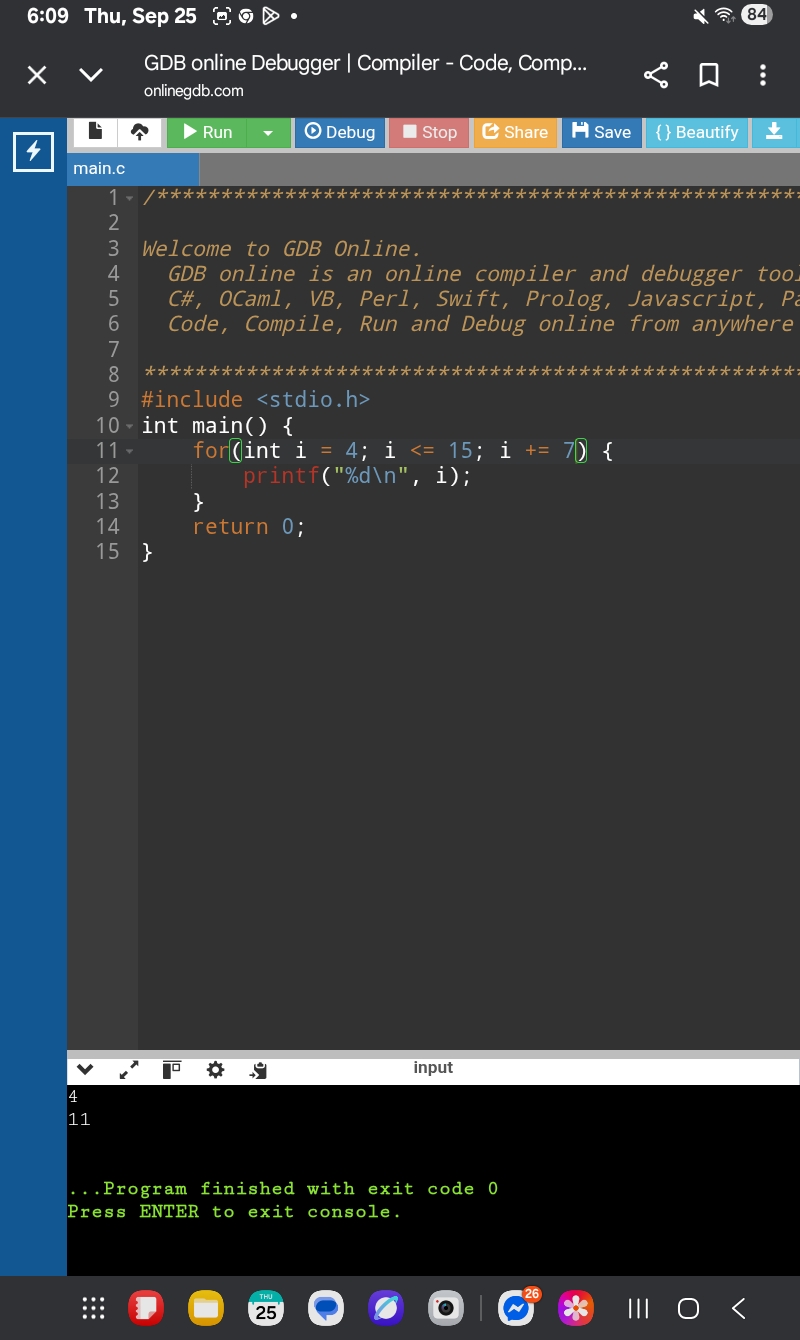 6:09 Thu, Sep 25
84
GDB online Debugger | Compiler - Code, Comp...
onlinegdb.com
Run
Debug
Stop
Share
Save
{ } Beautify
main.c
1 /****************************************************
2
3 Welcome to GDB Online.
4   GDB online is an online compiler and debugger tool
5   C#, OCaml, VB, Perl, Swift, Prolog, Javascript, Pa
6   Code, Compile, Run and Debug online from anywhere
7
8 *****************************************************
9 #include <stdio.h>
10 int main() {
11     for(int i = 4; i <= 15; i += 7) {
12         printf("%d\n", i);
13     }
14     return 0;
15 }
input
4
11
...Program finished with exit code 0
Press ENTER to exit console.
THU
25
26